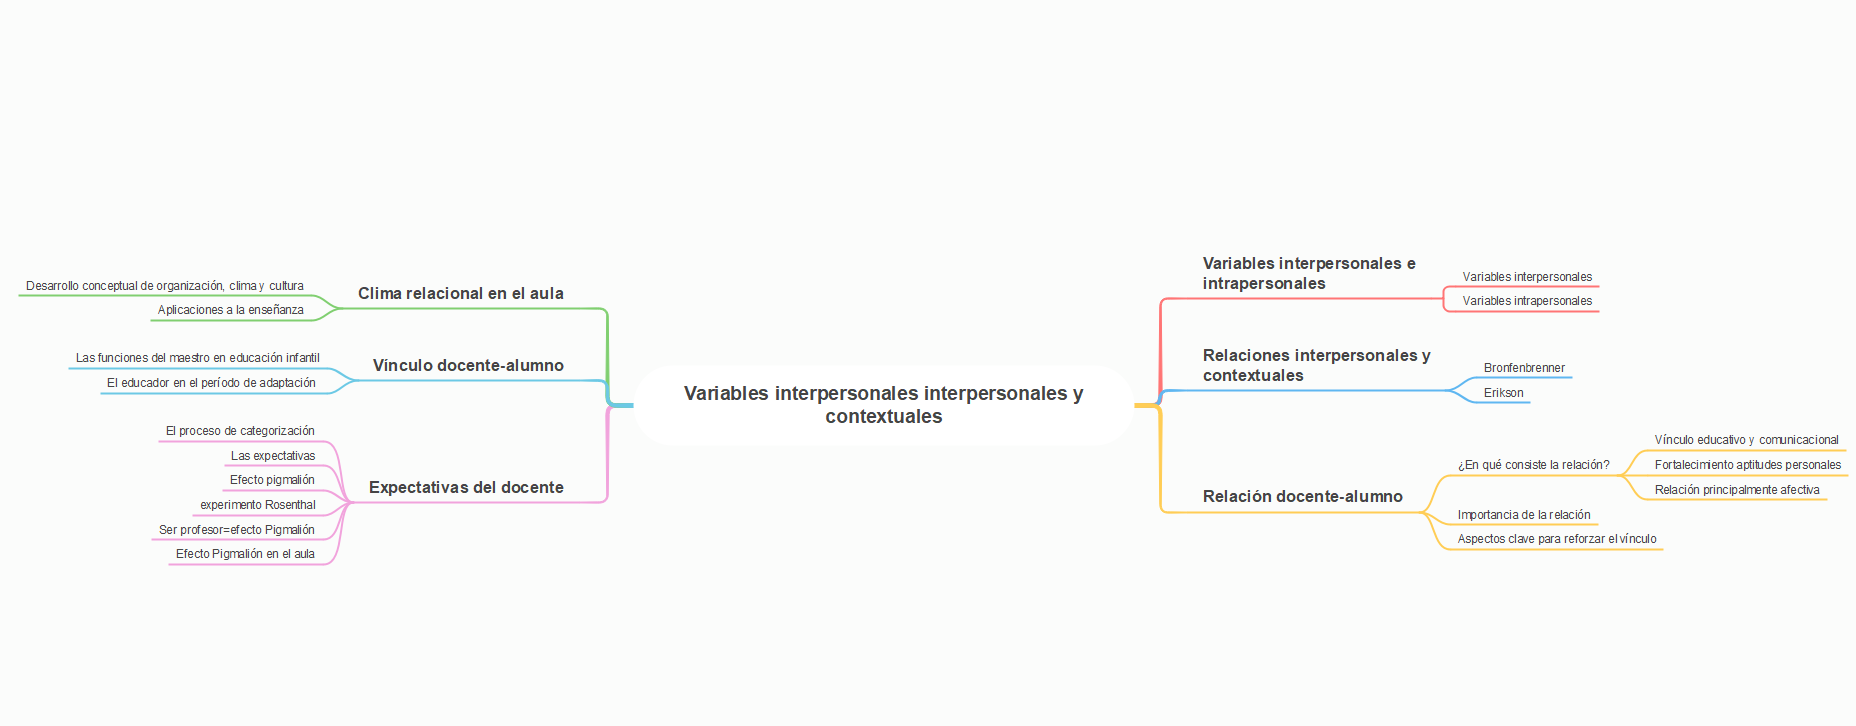 Variables interpersonales interpersonales y
contextuales
Variables interpersonales e
intrapersonales
Variables interpersonales
Variables intrapersonales
Relaciones interpersonales y
contextuales
Bronfenbrenner
Erikson
Relación docente-alumno
¿En qué consiste la relación?
Vínculo educativo y comunicacional
Fortalecimiento aptitudes personales
Relación principalmente afectiva
Importancia de la relación
Aspectos clave para reforzar el vínculo
Clima relacional en el aula
Desarrollo conceptual de organización, clima y cultura
Aplicaciones a la enseñanza
Vínculo docente-alumno
Las funciones del maestro en educación infantil
El educador en el período de adaptación
Expectativas del docente
El proceso de categorización
Las expectativas
Efecto pigmalión
experimento Rosenthal
Ser profesor=efecto Pigmalión
Efecto Pigmalión en el aula